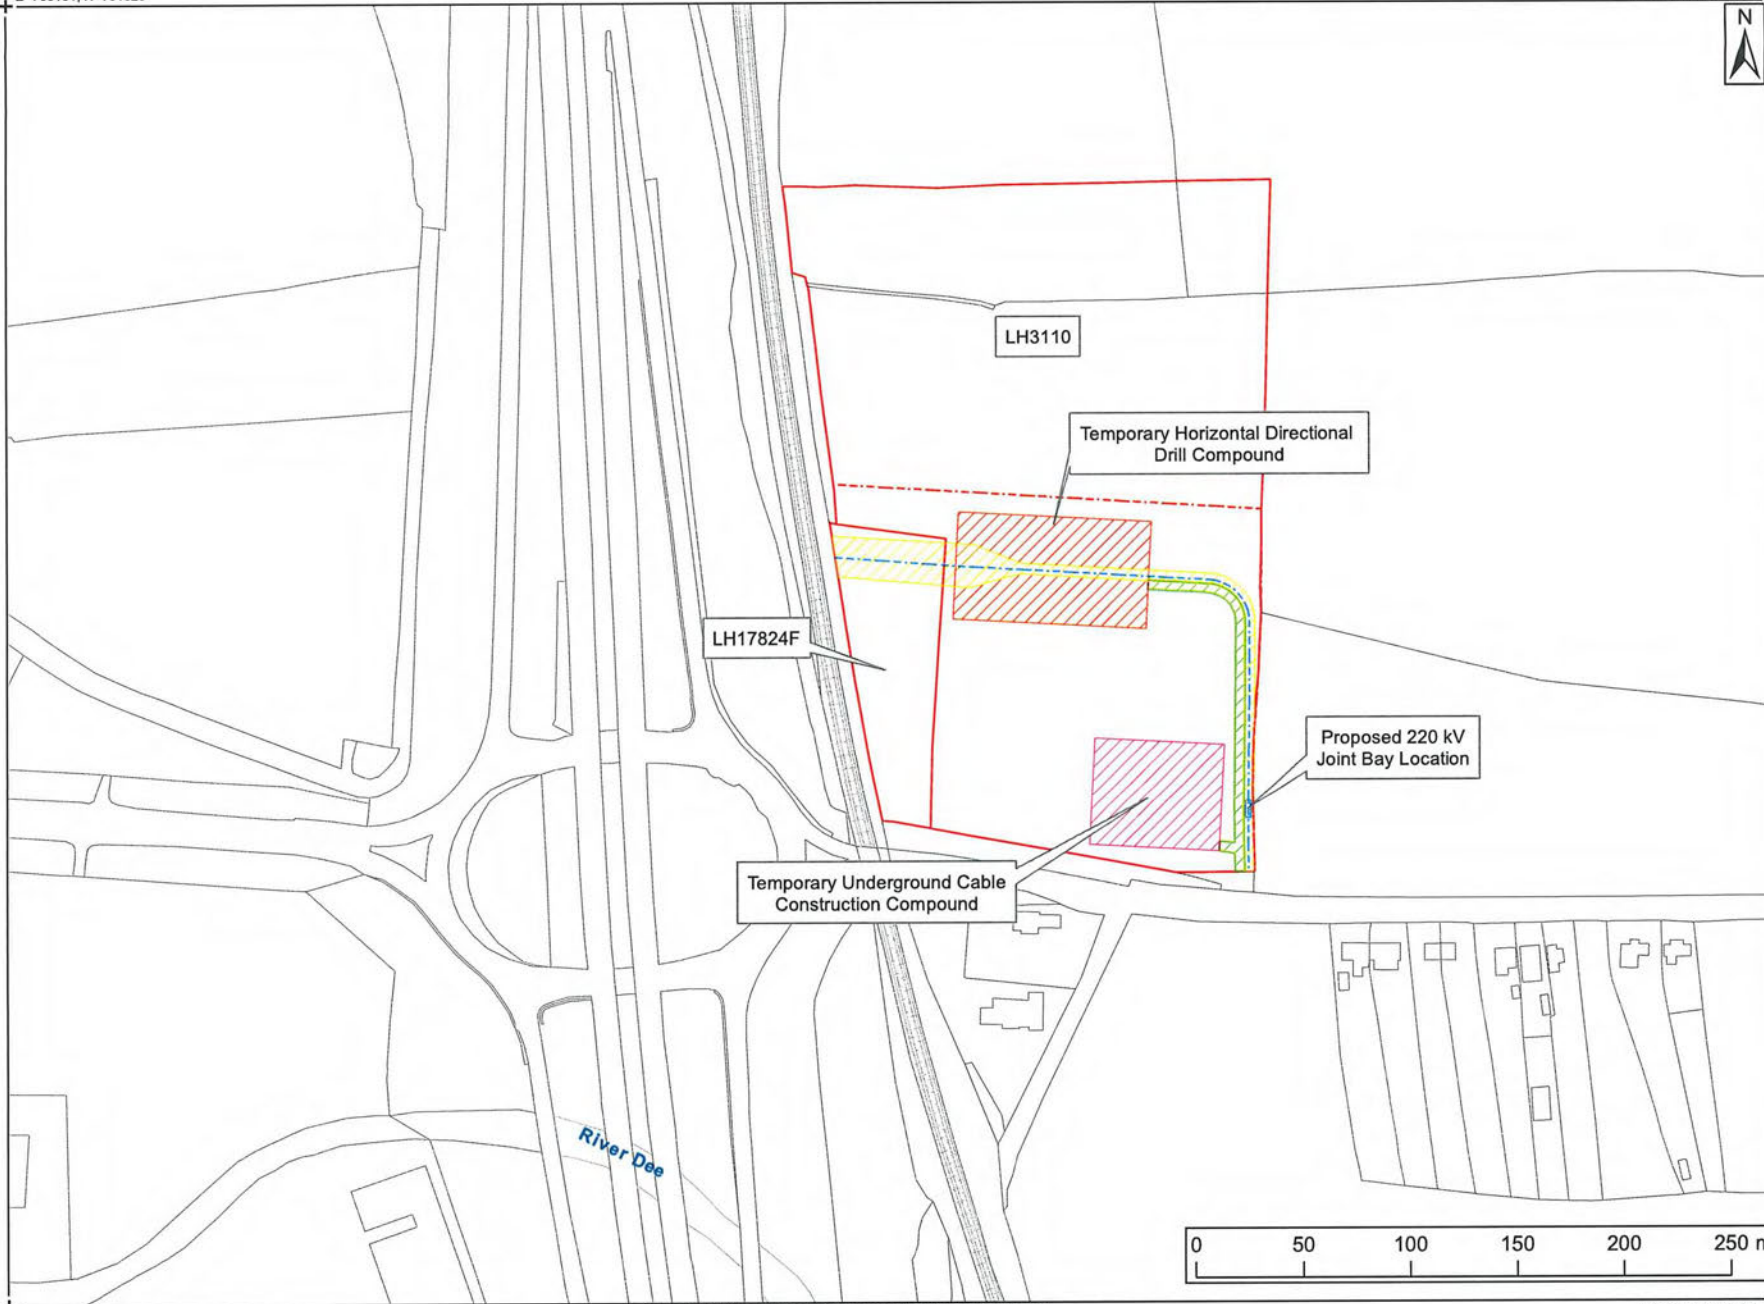 N
LH3110
Temporary Horizontal Directional
Drill Compound
LH17824F
Proposed 220 kV
Joint Bay Location
Temporary Underground Cable
Construction Compound
River Dee
0 50 100 150 200 250 m